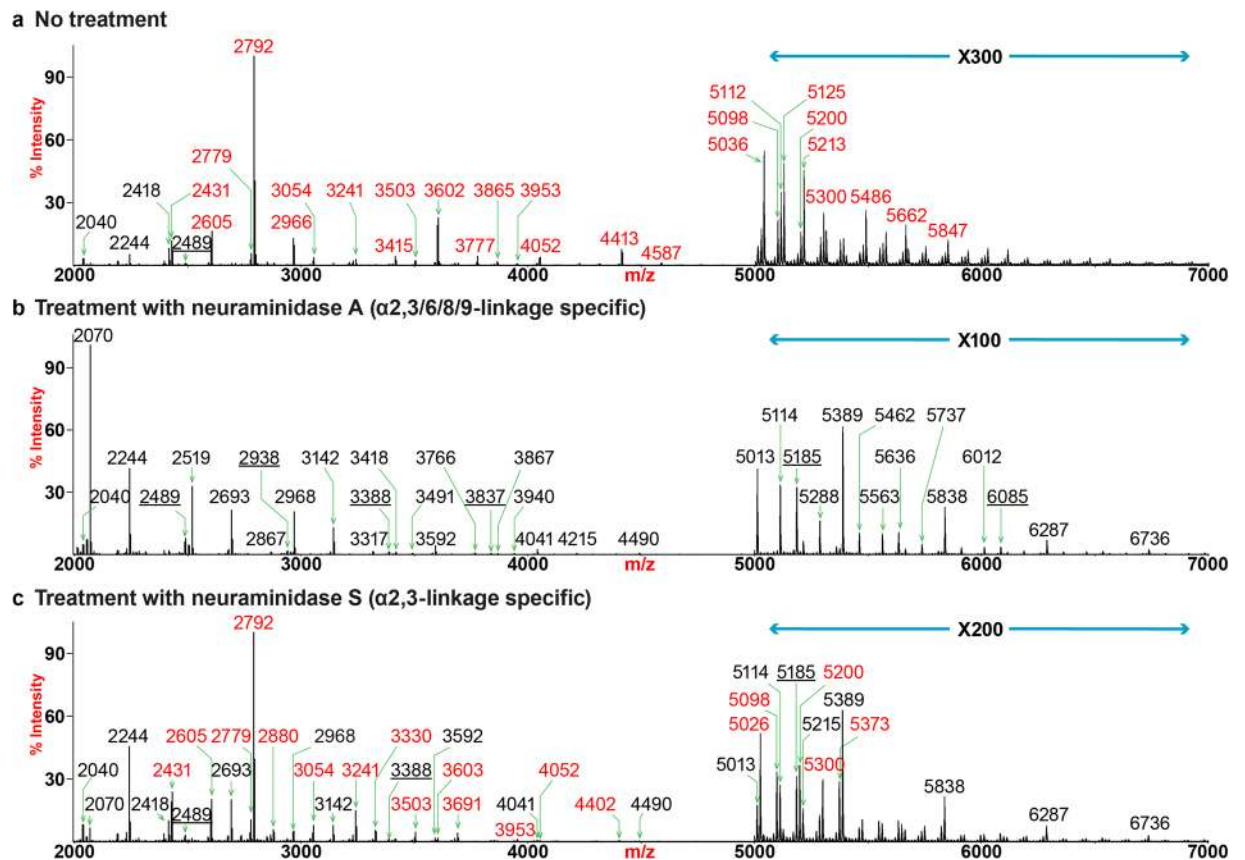 a No treatment
2792
X300
90
60
30
% Intensity
5112 5125
5098 5200
5036 5213
2779
2418 2431 3054 3241 3503 3602 3865 3953 5300 5486
2040 2605 2966 5662
2244 2489 3415 3777 4052 4413 5847
4587
2000 3000 4000 m/z 5000 6000 7000
b Treatment with neuraminidase A (α2,3/6/8/9-linkage specific)
2070
X100
90
60
30
% Intensity
5114 5389 5462 5737
2244 2519 2938 3142 3418 3766 3867 5013 5185 5636 6012
2040 2489 2693 2968 3388 3491 3837 3940 5288 5563 5838 6085
2867 3317 3592 4041 4215 4490 6287 6736
2000 3000 4000 m/z 5000 6000 7000
c Treatment with neuraminidase S (α2,3-linkage specific)
2792
X200
90
60
30
% Intensity
5114 5185 5200
5098 5389
2244 2605 2779 2880 2968 3330 3592 5026 5215 5373
2040 2431 2693 3054 3241 3388 3603 4052 5013 5300 5838
2070 2418 3142 3503 3691 4041 4402 4490 6287 6736
2489 3953
2000 3000 4000 m/z 5000 6000 7000